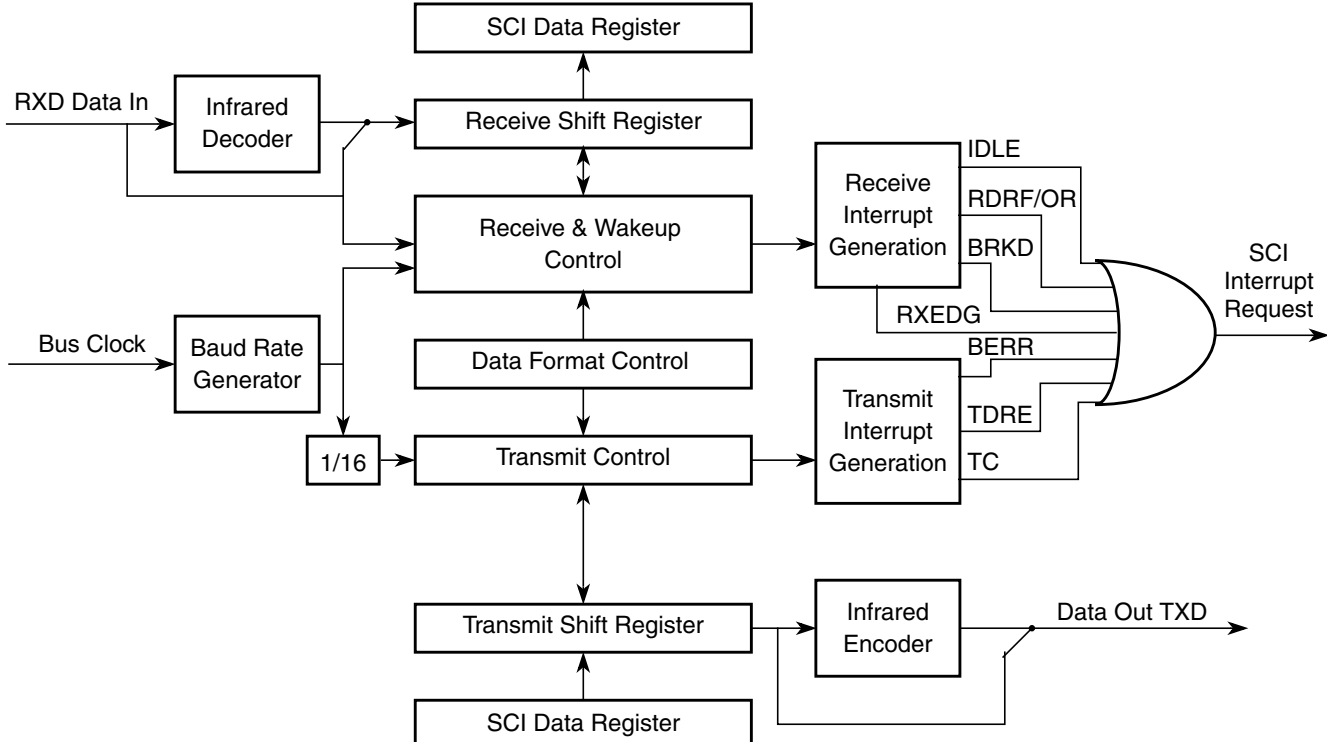 SCI Data Register
RXD Data In
Infrared
Decoder
Receive Shift Register
Receive & Wakeup
Control
Receive
Interrupt
Generation
IDLE
RDRF/OR
BRKD
RXEDG
SCI
Interrupt
Request
Bus Clock
Baud Rate
Generator
Data Format Control
BERR
Transmit
Interrupt
Generation
TDRE
TC
1/16
Transmit Control
Transmit Shift Register
Infrared
Encoder
Data Out TXD
SCI Data Register